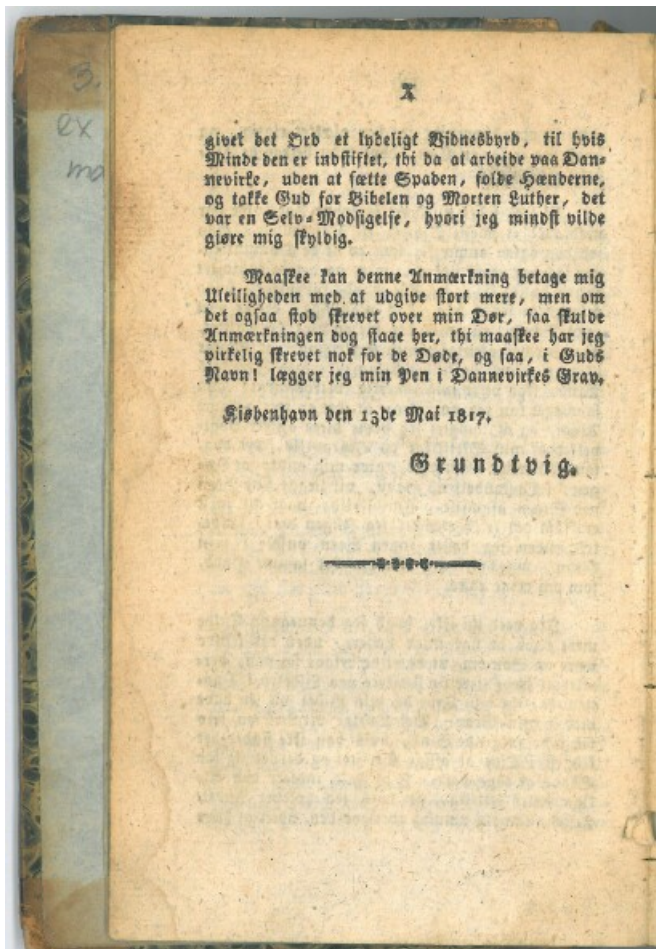 3.
ex
X
givet det Ord et lydeligt Vidnesbyrd, til hvis
Minde den er indstiftet, thi da at arbeide paa Dan-
nevirke, uden at sætte Spaden, folde Hænderne,
og takke Gud for Bibelen og Morten Luther, det
var en Selv-Modsigelse, hvori jeg mindst vilde
giøre mig skyldig.
Maaskee kan denne Anmærkning betage mig
Uleiligheden med at udgive stort mere, men om
det ogsaa stod skrevet over min Dør, saa skulde
Anmærkningen dog staae her, thi maaskee har jeg
virkelig skrevet nok for de Døde, og saa, i Guds
Navn! lægger jeg min Pen i Dannevirkes Grav.
Kiøbenhavn den 13de Mai 1817.
Grundtvig.